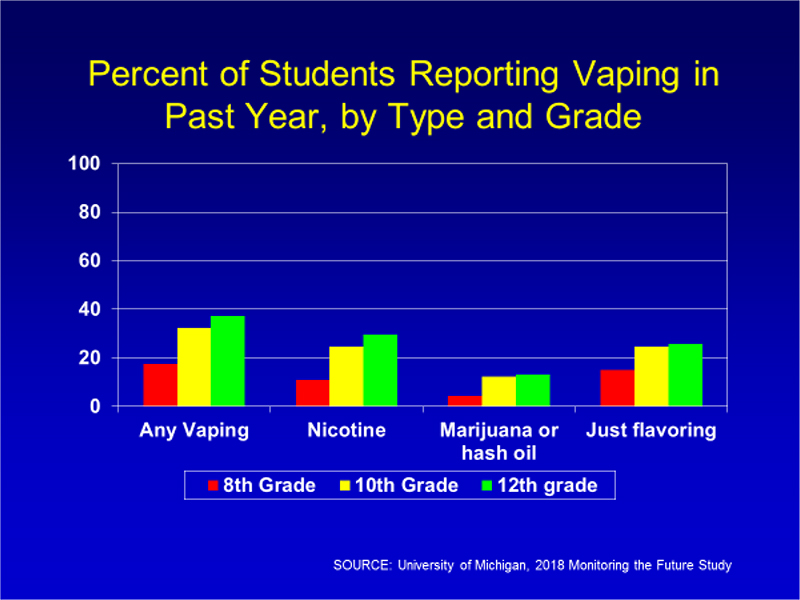 Percent of Students Reporting Vaping in
Past Year, by Type and Grade
100
80
60
40
20
0
Any Vaping
Nicotine
Marijuana or
hash oil
Just flavoring
8th Grade
10th Grade
12th grade
SOURCE: University of Michigan, 2018 Monitoring the Future Study